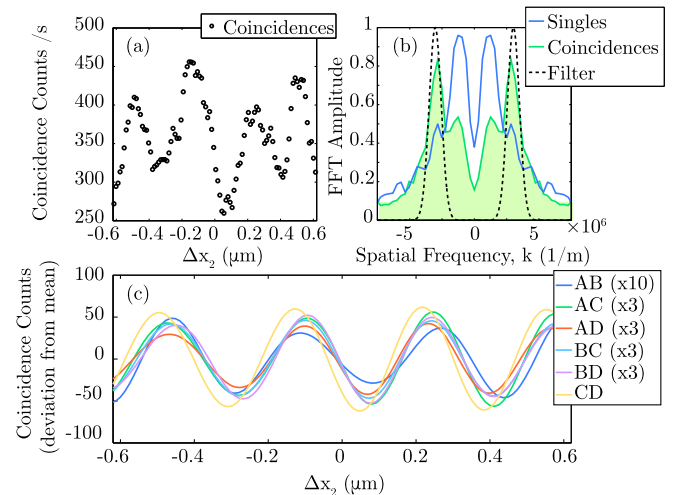 (a)
Coincidences
Coincidence Counts /s
500
450
400
350
300
250
-0.6 -0.4 -0.2 0 0.2 0.4 0.6
Δx2 (μm)
(b)
Singles
Coincidences
Filter
FFT Amplitude
1
0.8
0.6
0.4
0.2
0
-5 0 5
×10^6
Spatial Frequency, k (1/m)
(c)
AB (x10)
AC (x3)
AD (x3)
BC (x3)
BD (x3)
CD
Coincidence Counts
(deviation from mean)
100
50
0
-50
-100
-0.6 -0.4 -0.2 0 0.2 0.4 0.6
Δx2 (μm)